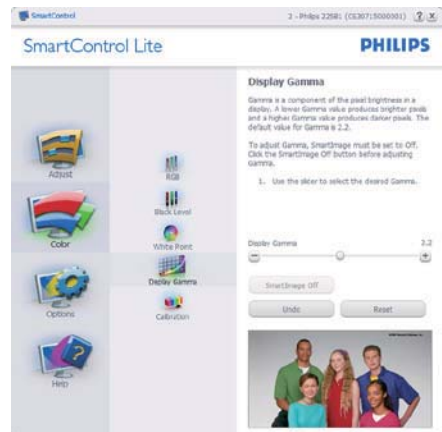 SmartControl
2 - Philips 225B1 (CG30715000001)
SmartControl Lite
PHILIPS
Adjust
Color
Options
Help
RGB
Black Level
White Point
Display Gamma
Calibration
Display Gamma
Gamma is a component of the pixel brightness in a
display. A lower Gamma value produces brighter pixels
and a higher Gamma value produces darker pixels. The
default value for Gamma is 2.2.
To adjust Gamma, SmartImage must be set to Off.
Click the SmartImage Off button before adjusting
Gamma.
1. Use the slider to select the desired Gamma.
Display Gamma 2.2
SmartImage Off
Undo Reset